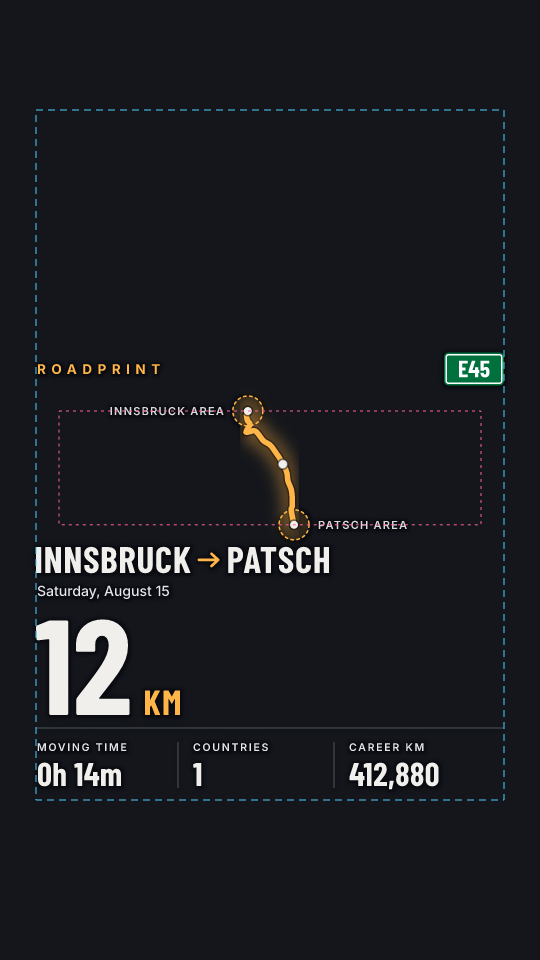 ROADPRINT
E45
INNSBRUCK AREA
PATSCH AREA
INNSBRUCK → PATSCH
Saturday, August 15
12 KM
MOVING TIME
0h 14m
COUNTRIES
1
CAREER KM
412,880